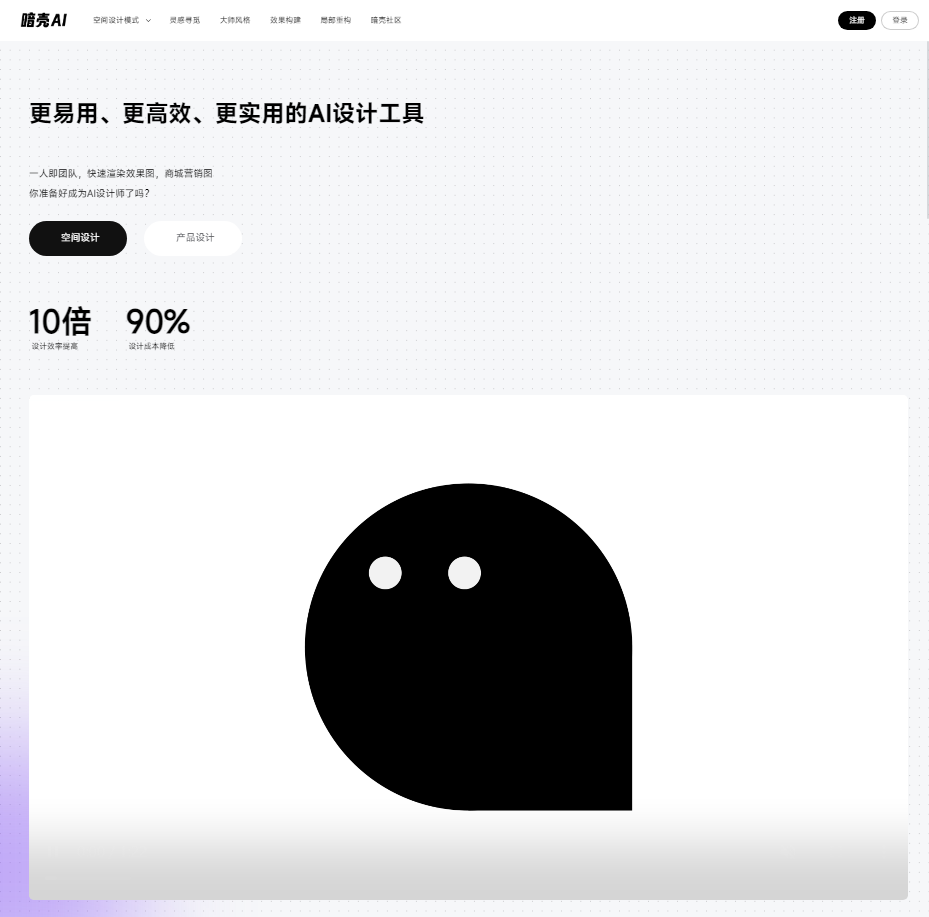 暗壳AI
空间设计模式
灵感寻觅
大师风格
效果构建
局部重构
暗壳社区
注册
登录
更易用、更高效、更实用的AI设计工具
一人即团队，快速渲染效果图，商城营销图
你准备好成为AI设计师了吗？
空间设计
产品设计
10倍
90%
设计效率提高
设计成本降低